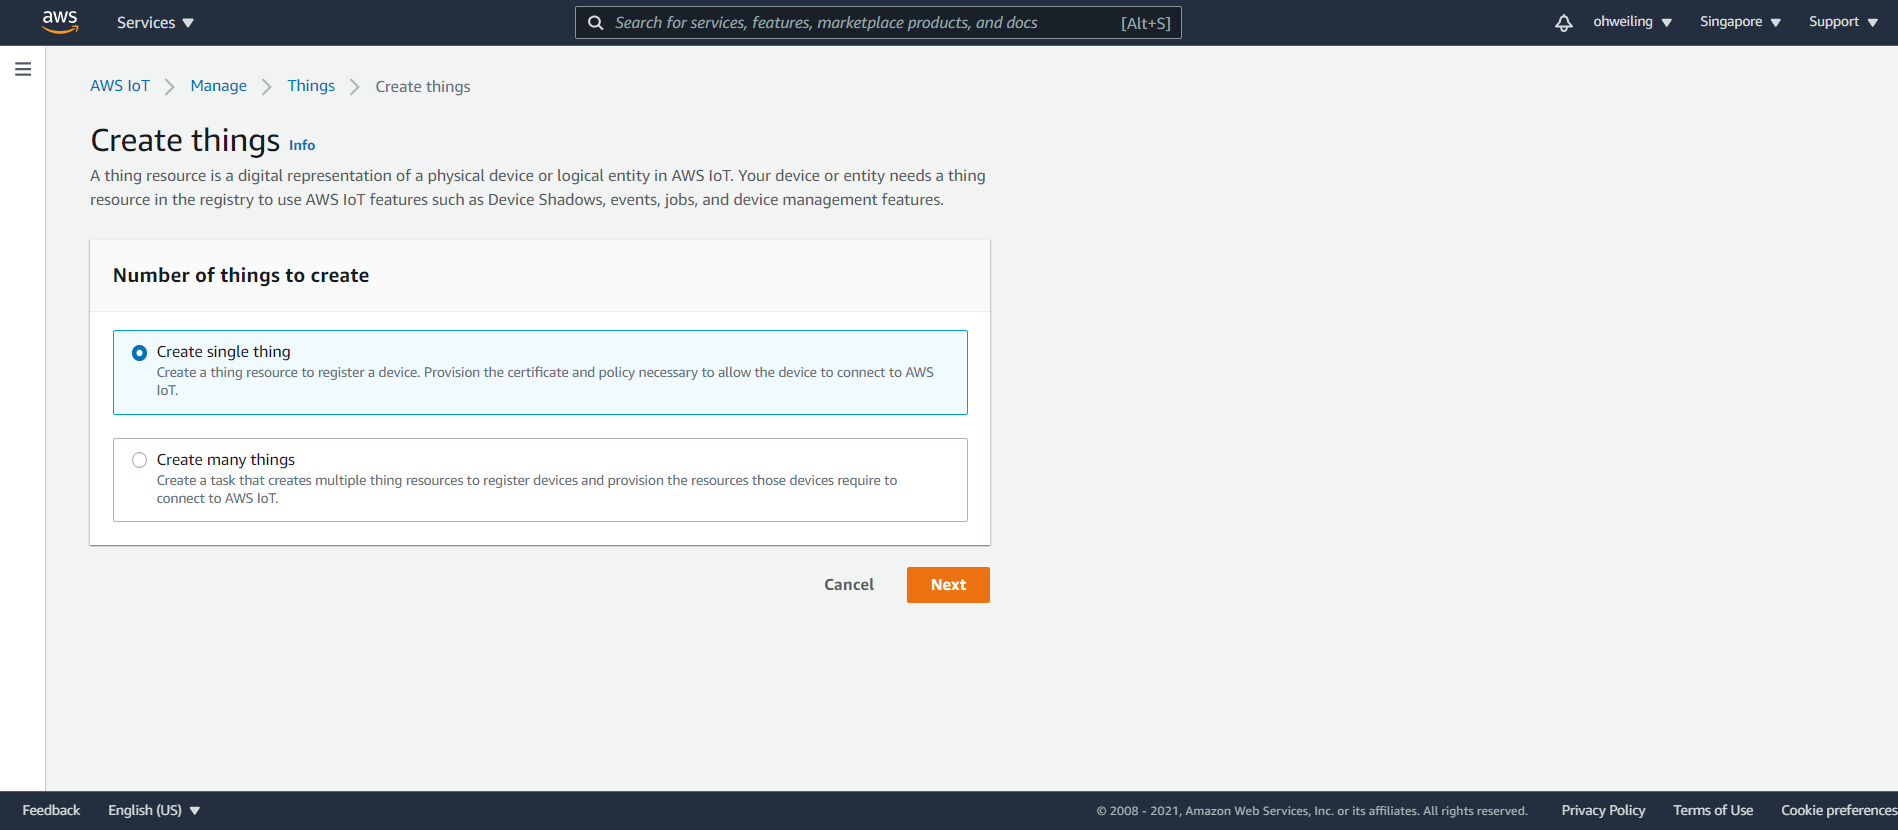 aws Services Search for services, features, marketplace products, and docs [Alt+S] ohweiling Singapore Support
AWS IoT Manage Things Create things
Create things Info
A thing resource is a digital representation of a physical device or logical entity in AWS IoT. Your device or entity needs a thing
resource in the registry to use AWS IoT features such as Device Shadows, events, jobs, and device management features.
Number of things to create
Create single thing
Create a thing resource to register a device. Provision the certificate and policy necessary to allow the device to connect to AWS
IoT.
Create many things
Create a task that creates multiple thing resources to register devices and provision the resources those devices require to
connect to AWS IoT.
Cancel Next
Feedback English (US) © 2008 - 2021, Amazon Web Services, Inc. or its affiliates. All rights reserved. Privacy Policy Terms of Use Cookie preferences